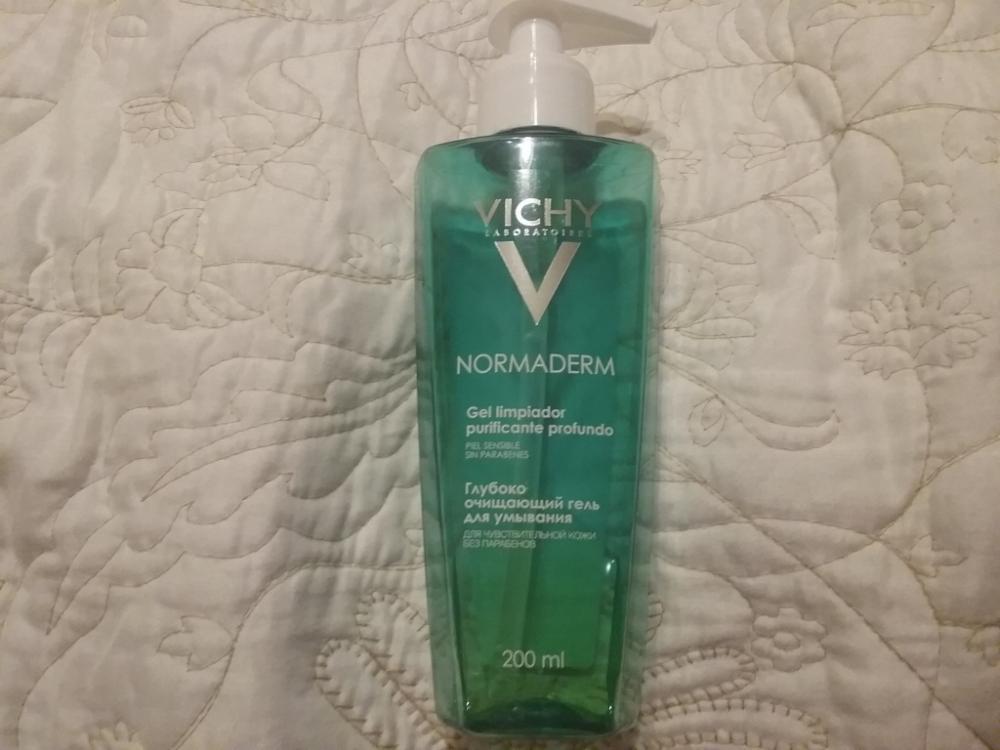 VICHY
LABORATOIRES
V
NORMADERM
Gel limpiador
purificante profundo
PIEL SENSIBLE
SIN PARABENES
Глубоко
очищающий гель
для умывания
ДЛЯ ЧУВСТВИТЕЛЬНОЙ КОЖИ
БЕЗ ПАРАБЕНОВ
200 ml